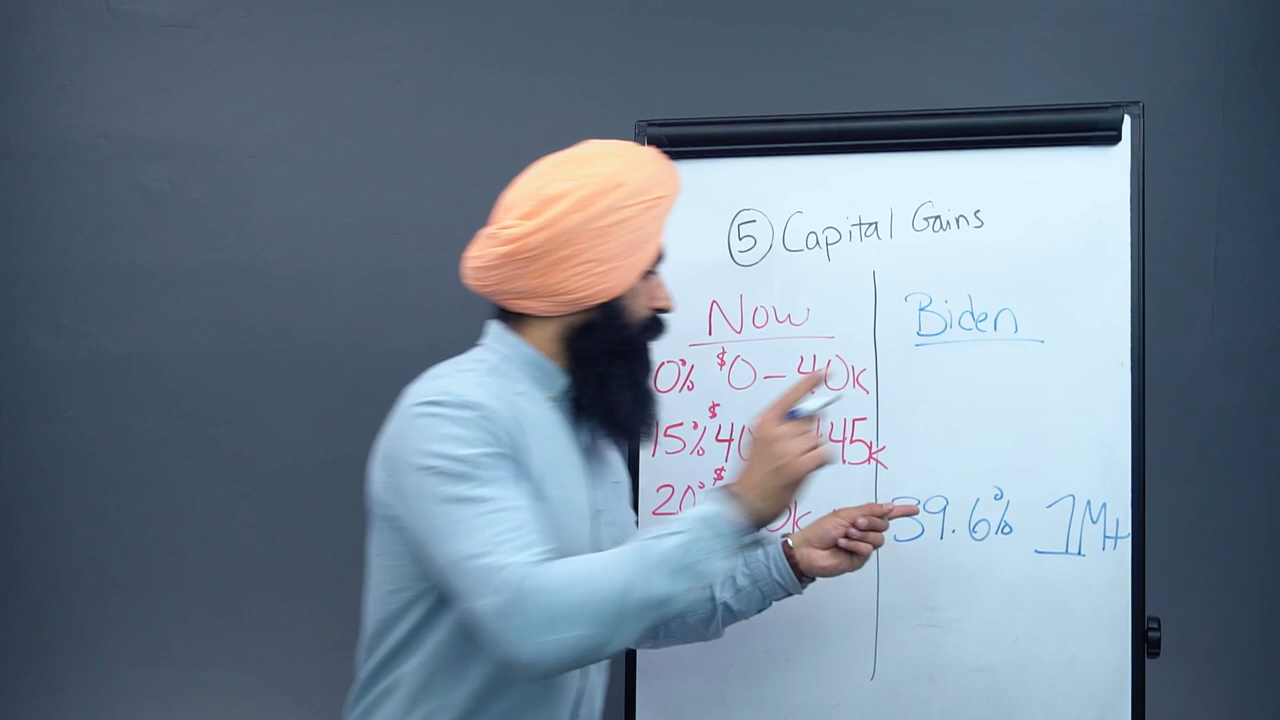 ⑤ Capital Gains
Now
0% $0 – 40K
15% $40 45K
20%
Biden
39.6% 1M+